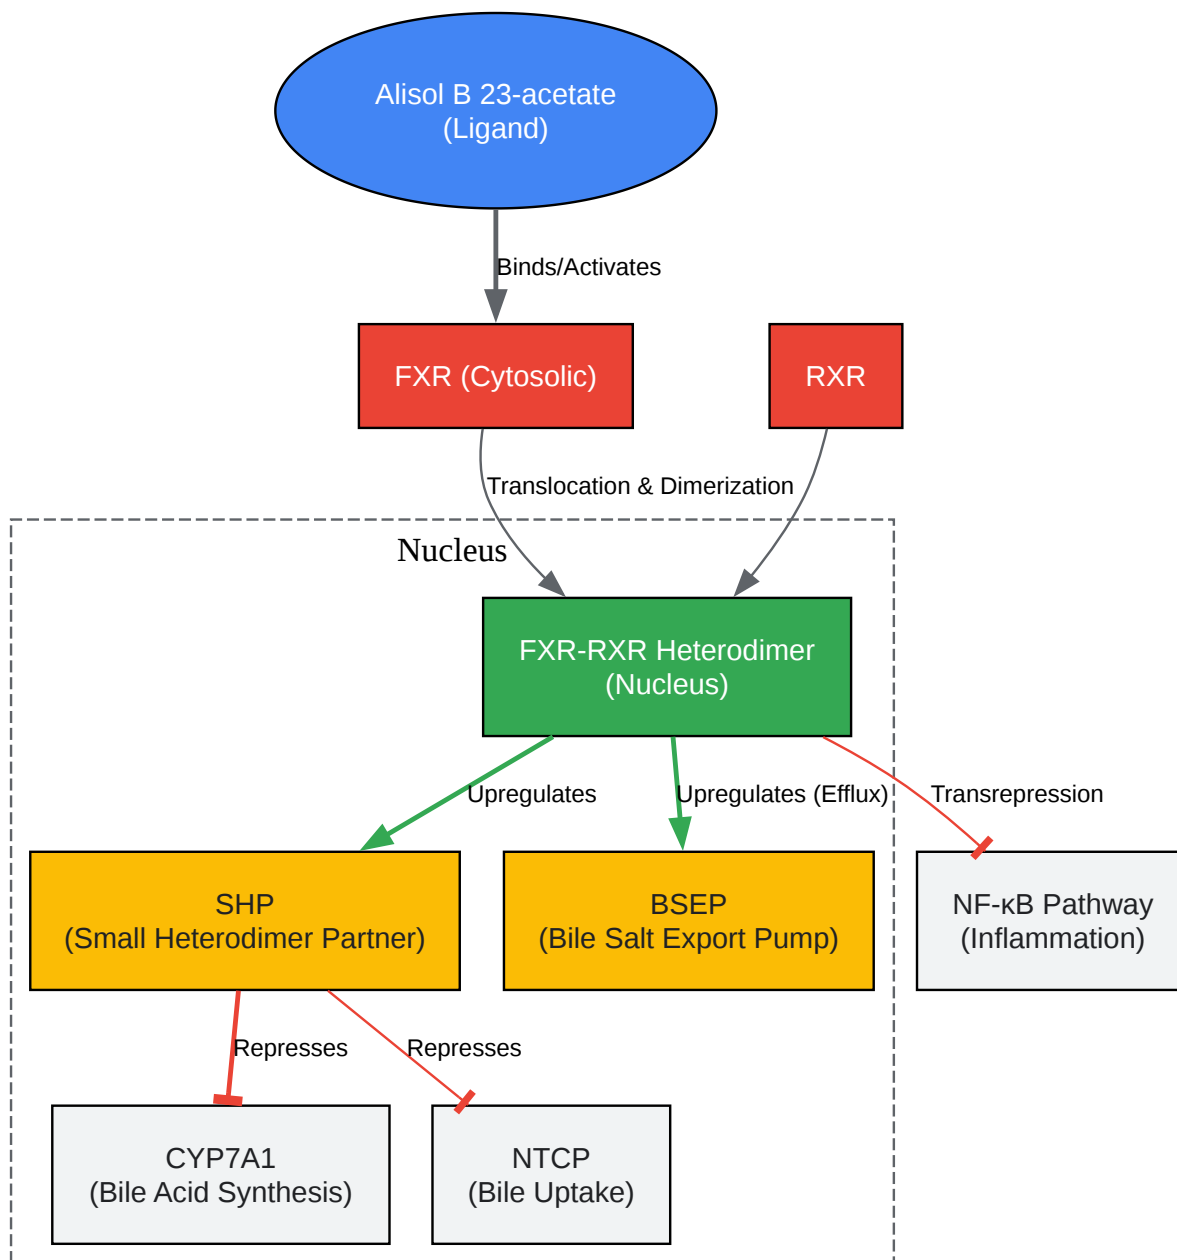 Alisol B 23-acetate
(Ligand)
Binds/Activates
FXR (Cytosolic)
RXR
Translocation & Dimerization
Nucleus
FXR-RXR Heterodimer
(Nucleus)
Upregulates
Upregulates (Efflux)
Transrepression
SHP
(Small Heterodimer Partner)
BSEP
(Bile Salt Export Pump)
NF-κB Pathway
(Inflammation)
Represses
Represses
CYP7A1
(Bile Acid Synthesis)
NTCP
(Bile Uptake)